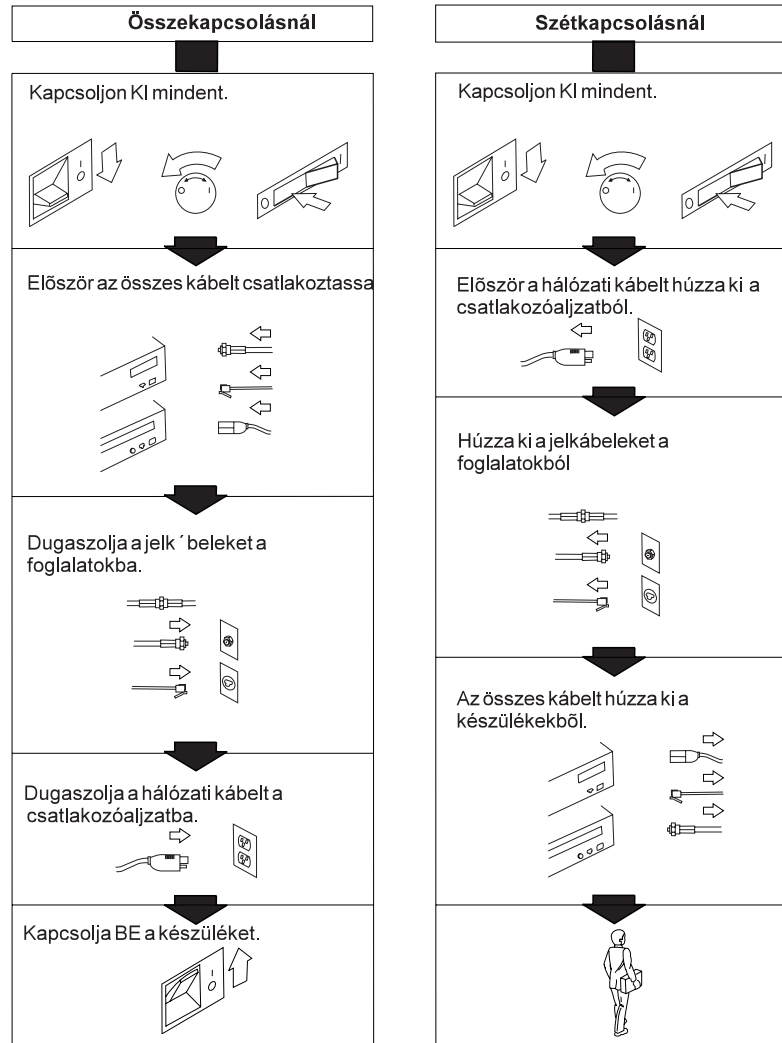 Összekapcsolásnál
Kapcsoljon KI mindent.
Elõször az összes kábelt csatlakoztassa
Dugaszolja a jelk ´ beleket a
foglalatokba.
Dugaszolja a hálózati kábelt a
csatlakozóaljzatba.
Kapcsolja BE a készüléket.
Szétkapcsolásnál
Kapcsoljon KI mindent.
Elõször a hálózati kábelt húzza ki a
csatlakozóaljzatból.
Húzza ki a jelkábeleket a
foglalatokból
Az összes kábelt húzza ki a
készülékekbõl.